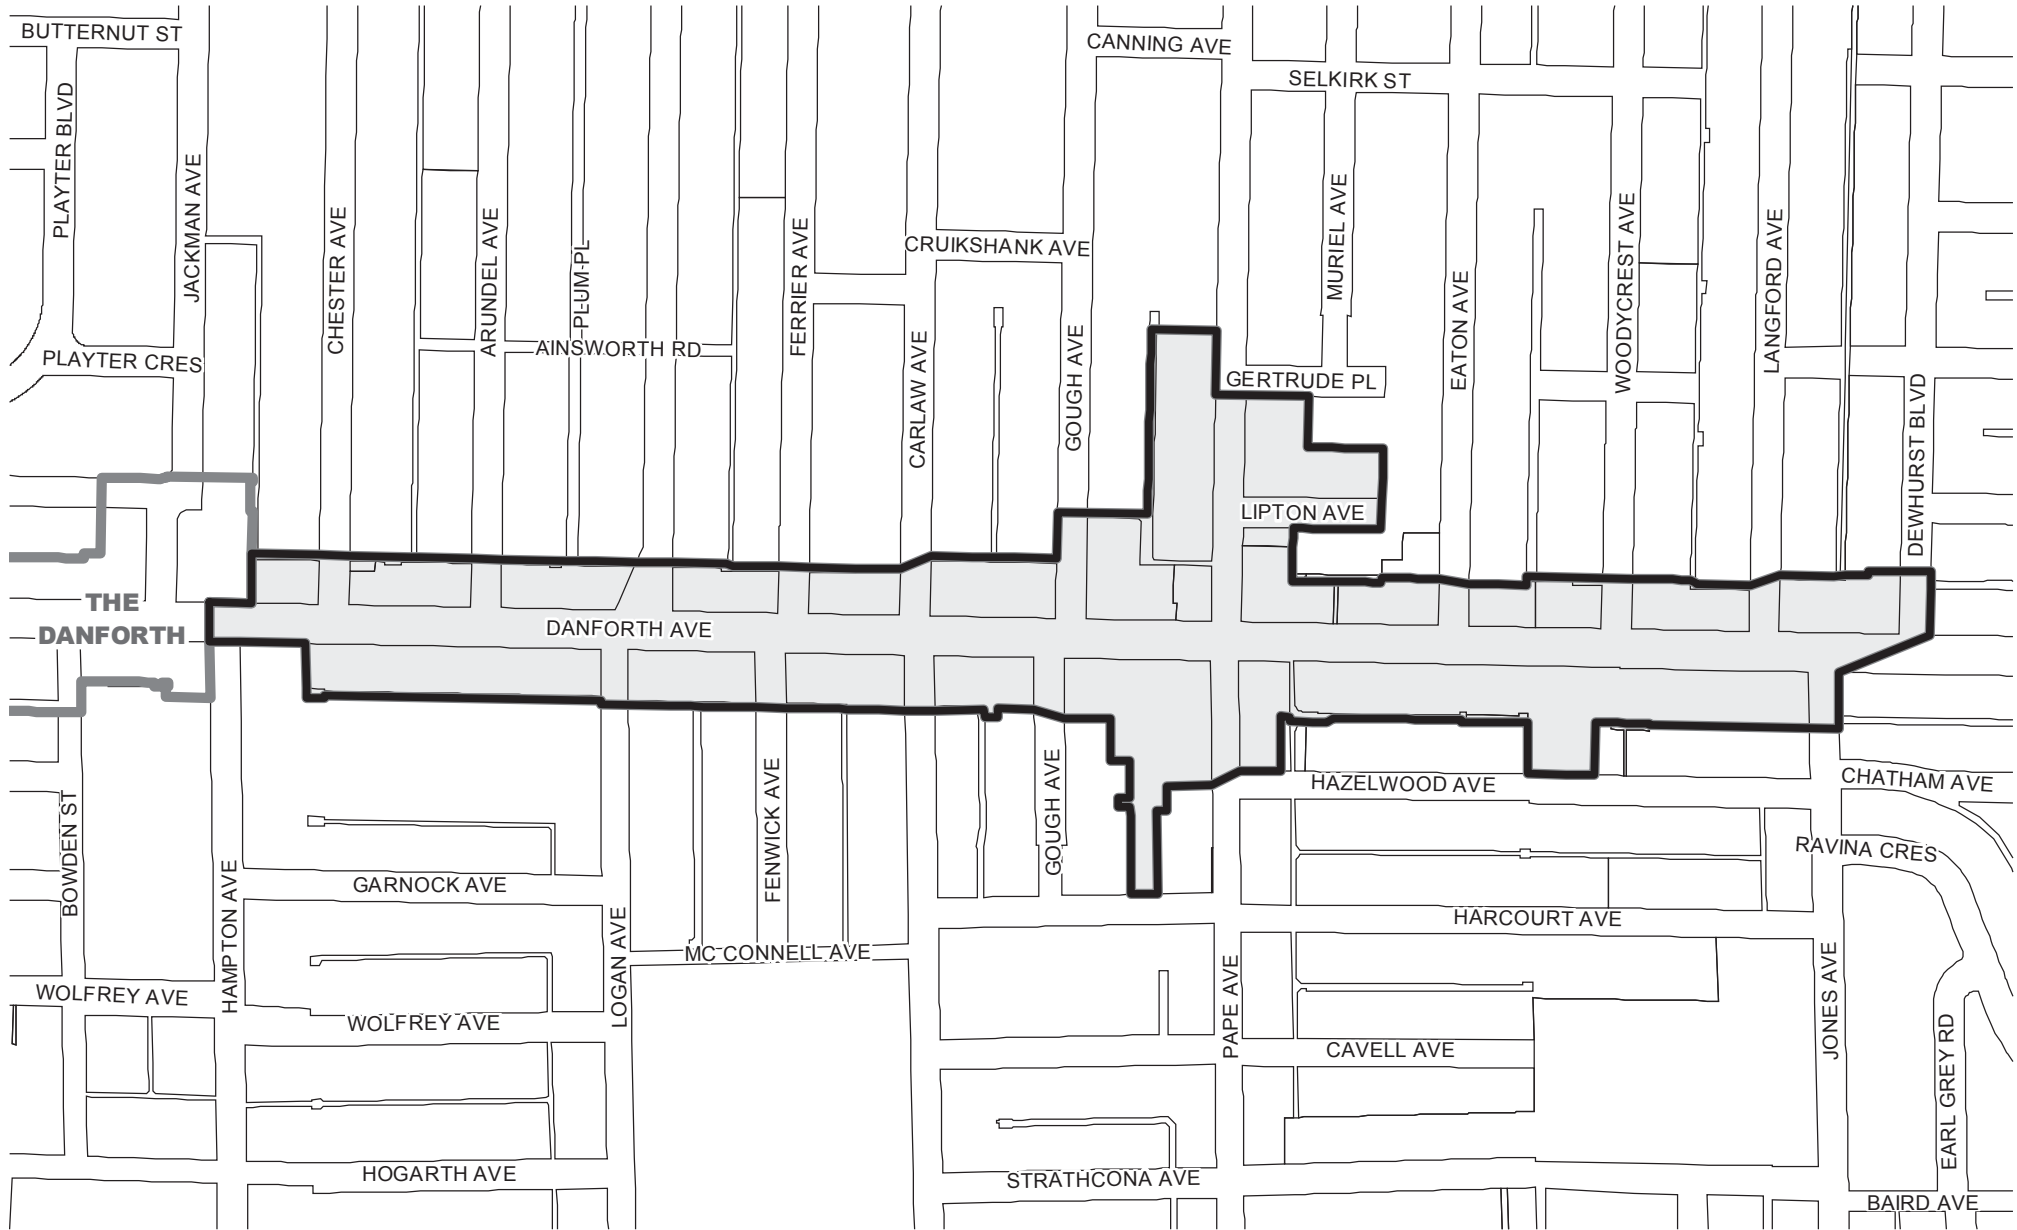 BUTTERNUT ST
CANNING AVE
SELKIRK ST
PLAYTER BLVD
JACKMAN AVE
CHESTER AVE
ARUNDEL AVE
PLUM PL
FERRIER AVE
CRUIKSHANK AVE
MURIEL AVE
EATON AVE
WOODYCREST AVE
LANGFORD AVE
PLAYTER CRES
AINSWORTH RD
CARLAW AVE
GOUGH AVE
GERTRUDE PL
DEWHURST BLVD
LIPTON AVE
THE
DANFORTH
DANFORTH AVE
BOWDEN ST
HAMPTON AVE
GARNOCK AVE
LOGAN AVE
FENWICK AVE
GOUGH AVE
HAZELWOOD AVE
CHATHAM AVE
RAVINA CRES
HARCOURT AVE
MC CONNELL AVE
WOLFREY AVE
WOLFREY AVE
PAPE AVE
CAVELL AVE
JONES AVE
EARL GREY RD
HOGARTH AVE
STRATHCONA AVE
BAIRD AVE